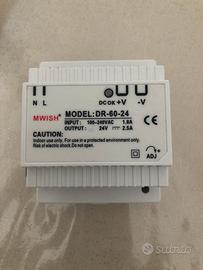 N L
DC OK +V -V
MWISH
MODEL:DR-60-24
INPUT: 100-240VAC 1.8A
OUTPUT: 24V 2.5A
CAUTION:
Indoor use only. For use in a protected environment only.
Risk of electric shock. Do not open.
CE
+ ADJ
Subito